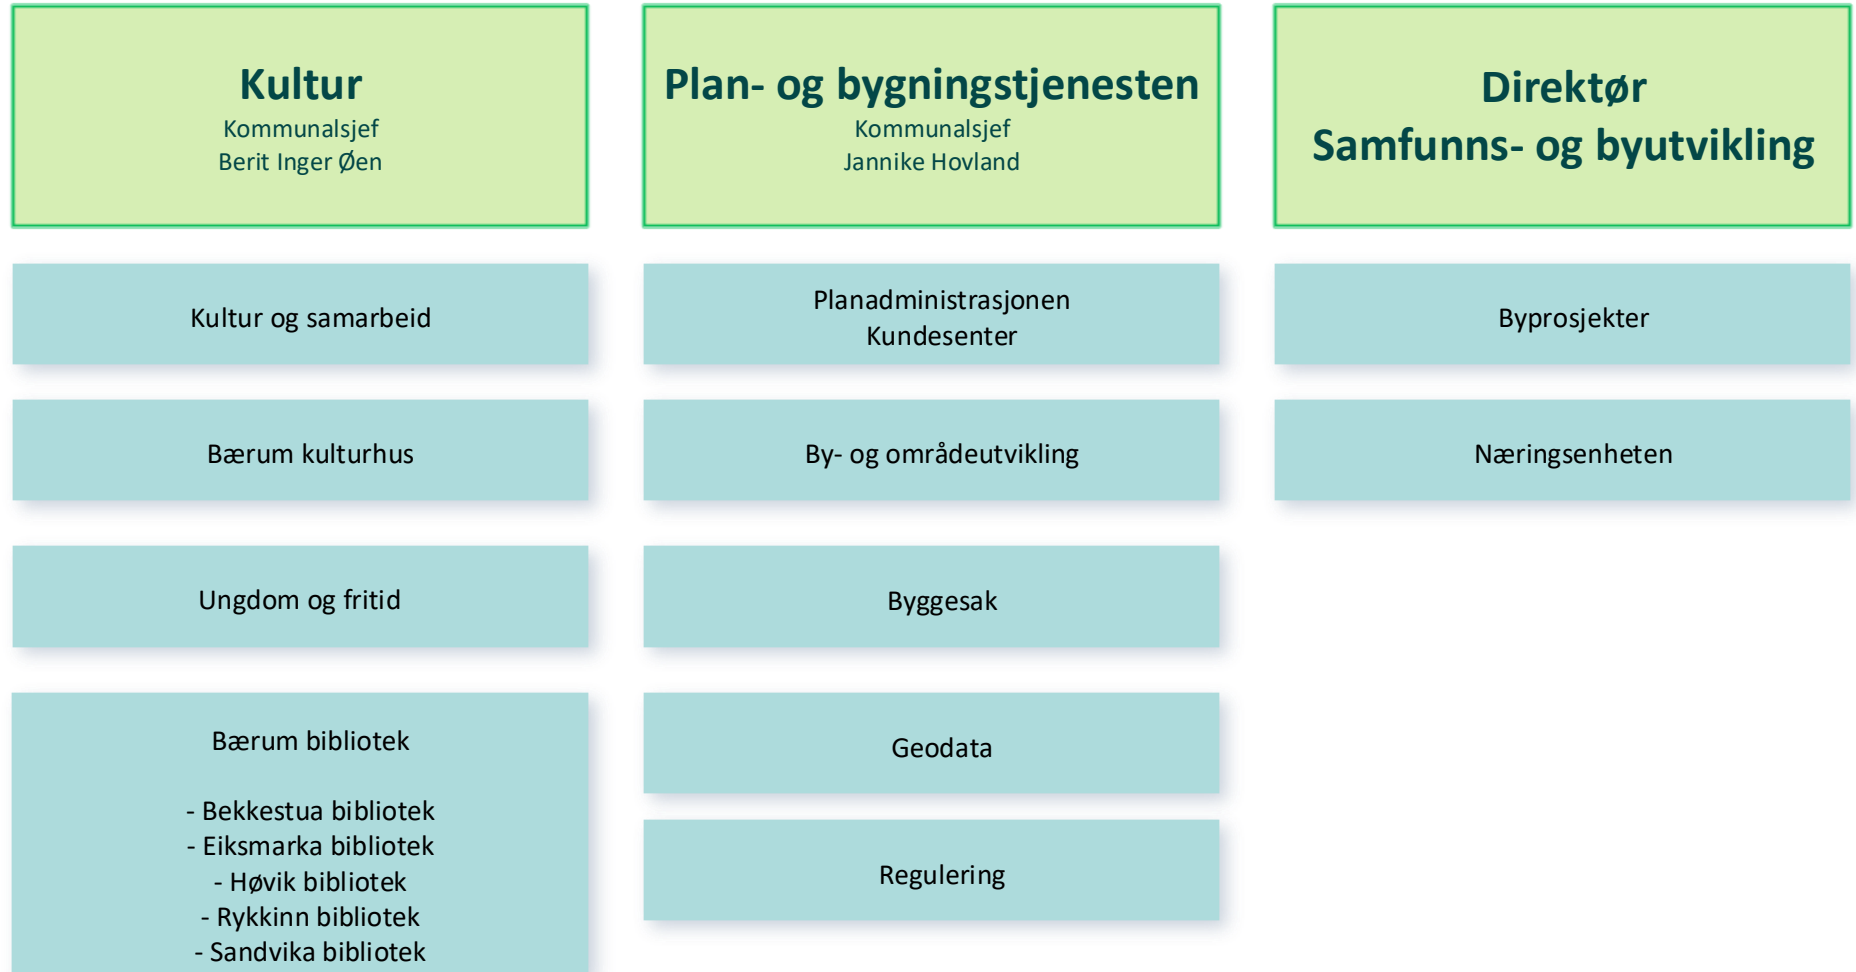 Kultur
Kommunalsjef
Berit Inger Øen
Kultur og samarbeid
Bærum kulturhus
Ungdom og fritid
Bærum bibliotek
- Bekkestua bibliotek
- Eiksmarka bibliotek
- Høvik bibliotek
- Rykkinn bibliotek
- Sandvika bibliotek
Plan- og bygningstjenesten
Kommunalsjef
Jannike Hovland
Planadministrasjonen
Kundesenter
By- og områdeutvikling
Byggesak
Geodata
Regulering
Direktør
Samfunns- og byutvikling
Byprosjekter
Næringsenheten